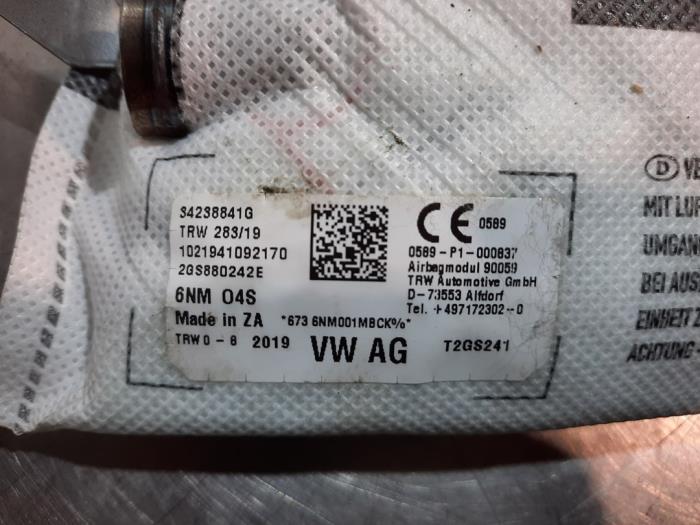 34238841G
TRW 283/19
1021941092170
2GS880242E
6NM 04S
Made in ZA *673 6NM001MBCK%*
TRW 0-8 2019 VW AG T2GS241
CE 0589
0589-P1-000837
Airbagmodul 90059
TRW Automotive GmbH
D-73553 Alfdorf
Tel. +497172302-0
D
MIT
UMGAN
BEI AUS
EINHEIT
ACHTUNG